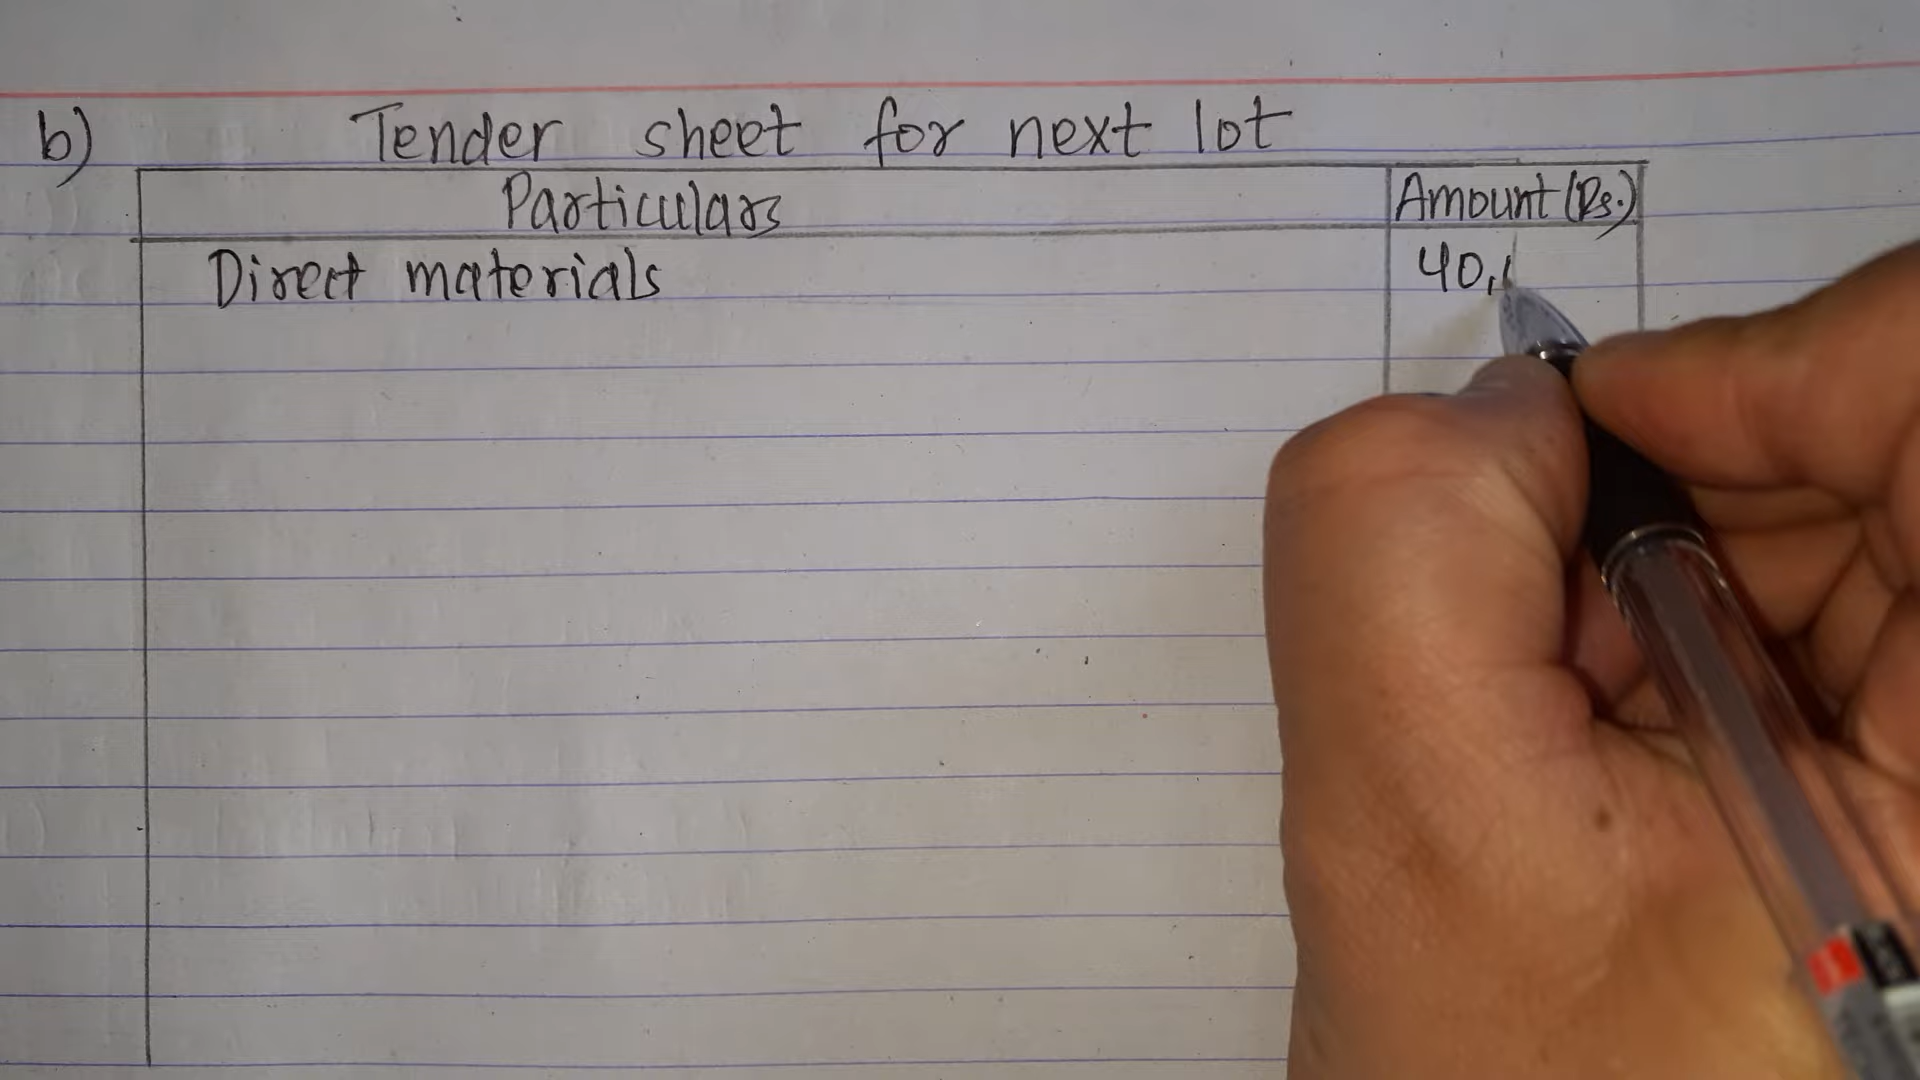 b) Tender sheet for next lot
Particulars Amount (Rs.)
Direct materials 40,